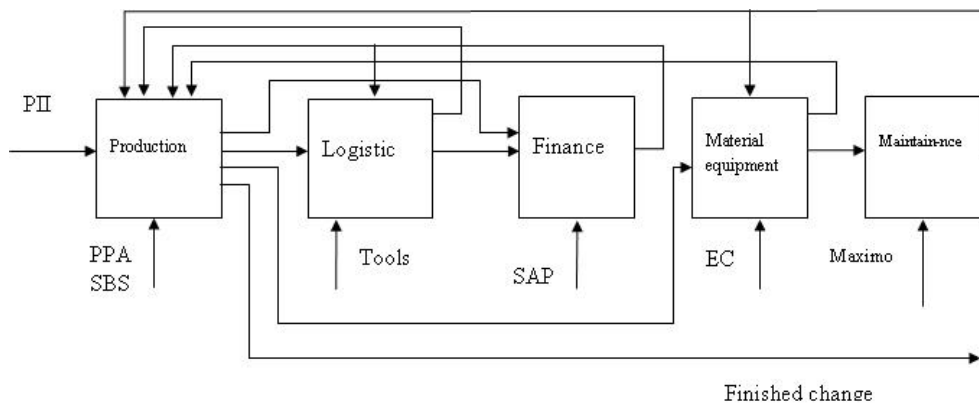 PII
Production
Logistic
Finance
Material
equipment
Maintain-nce
PPA
SBS
Tools
SAP
EC
Maximo
Finished change